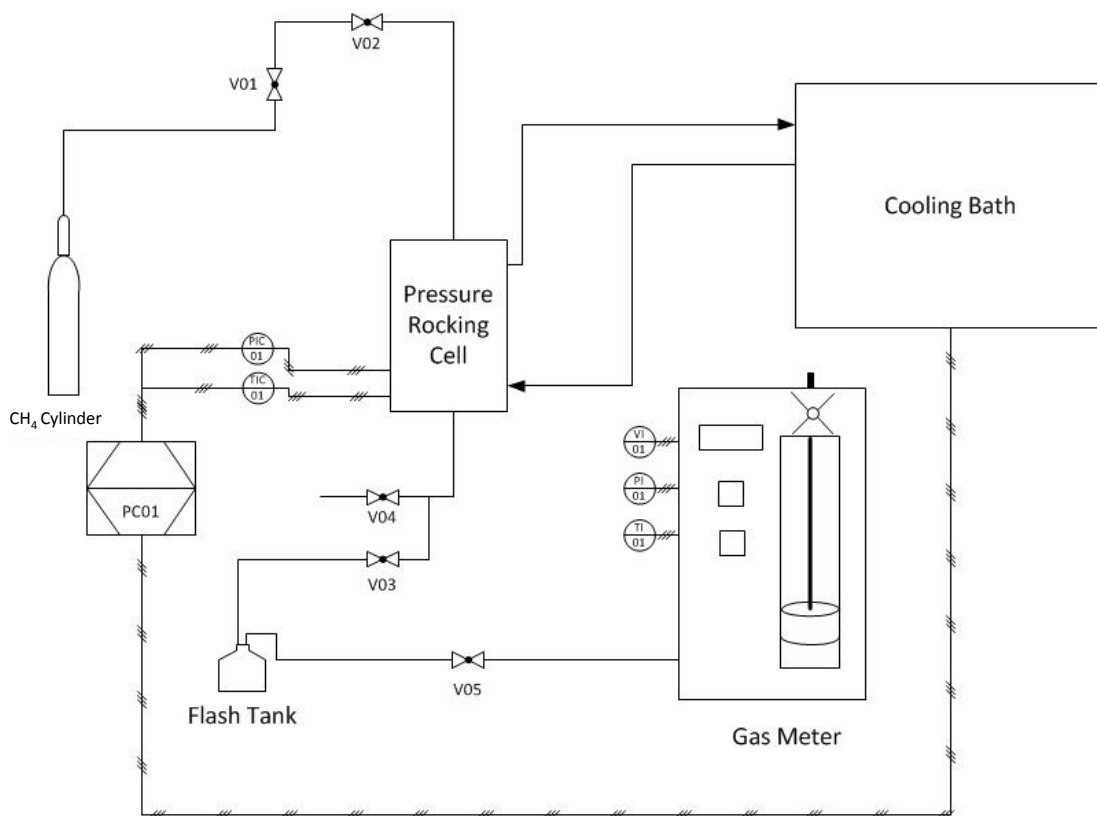 V02
V01
Cooling Bath
Pressure
Rocking
Cell
PIC
01
TIC
01
CH₄ Cylinder
VI
01
PC01
PI
01
V04
TI
01
V03
V05
Flash Tank
Gas Meter